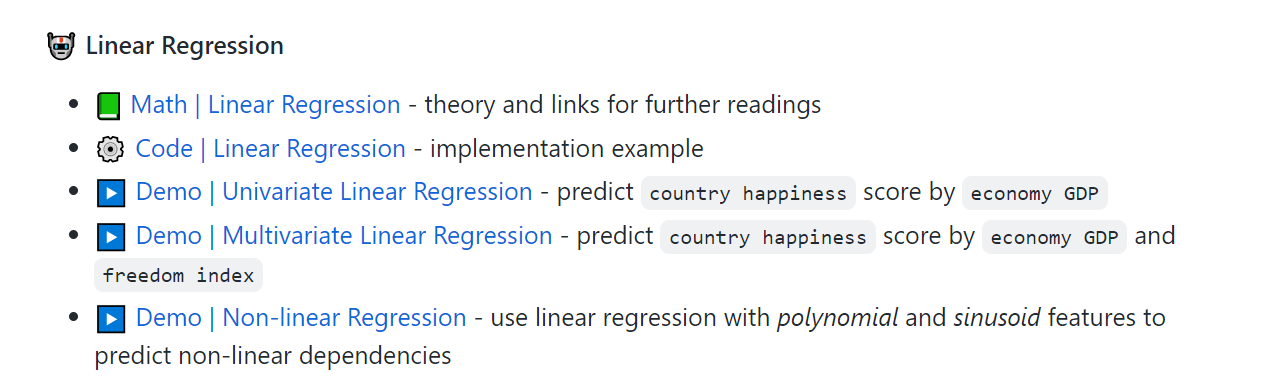 Linear Regression
Math | Linear Regression - theory and links for further readings
Code | Linear Regression - implementation example
Demo | Univariate Linear Regression - predict country happiness score by economy GDP
Demo | Multivariate Linear Regression - predict country happiness score by economy GDP and
freedom index
Demo | Non-linear Regression - use linear regression with polynomial and sinusoid features to
predict non-linear dependencies